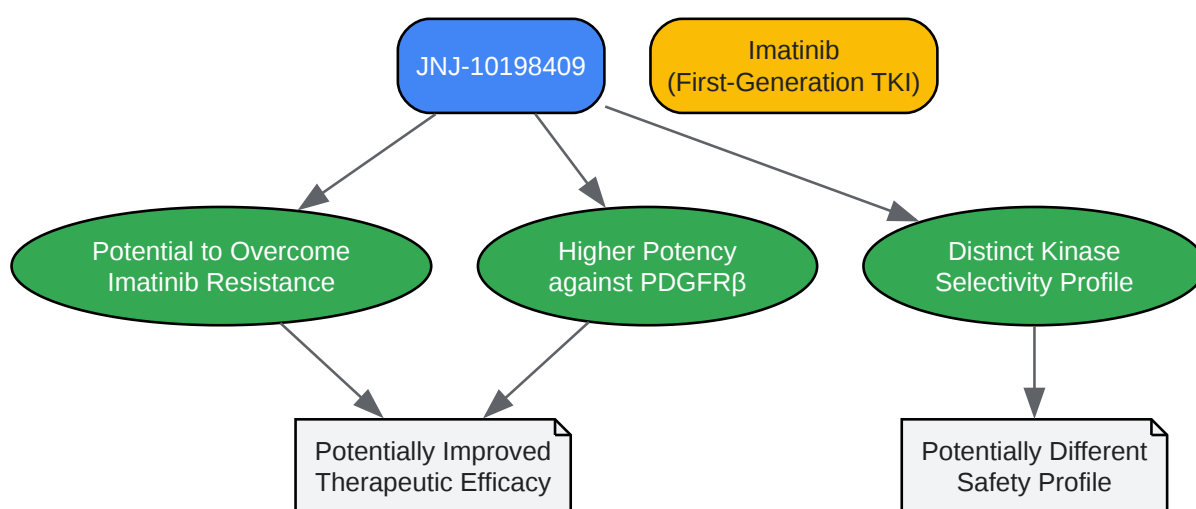 JNJ-10198409
Imatinib
(First-Generation TKI)
Potential to Overcome
Imatinib Resistance
Higher Potency
against PDGFRβ
Distinct Kinase
Selectivity Profile
Potentially Improved
Therapeutic Efficacy
Potentially Different
Safety Profile